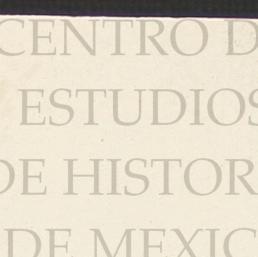 CENTRO D
ESTUDIOS
DE HISTOR
DE MEXIC